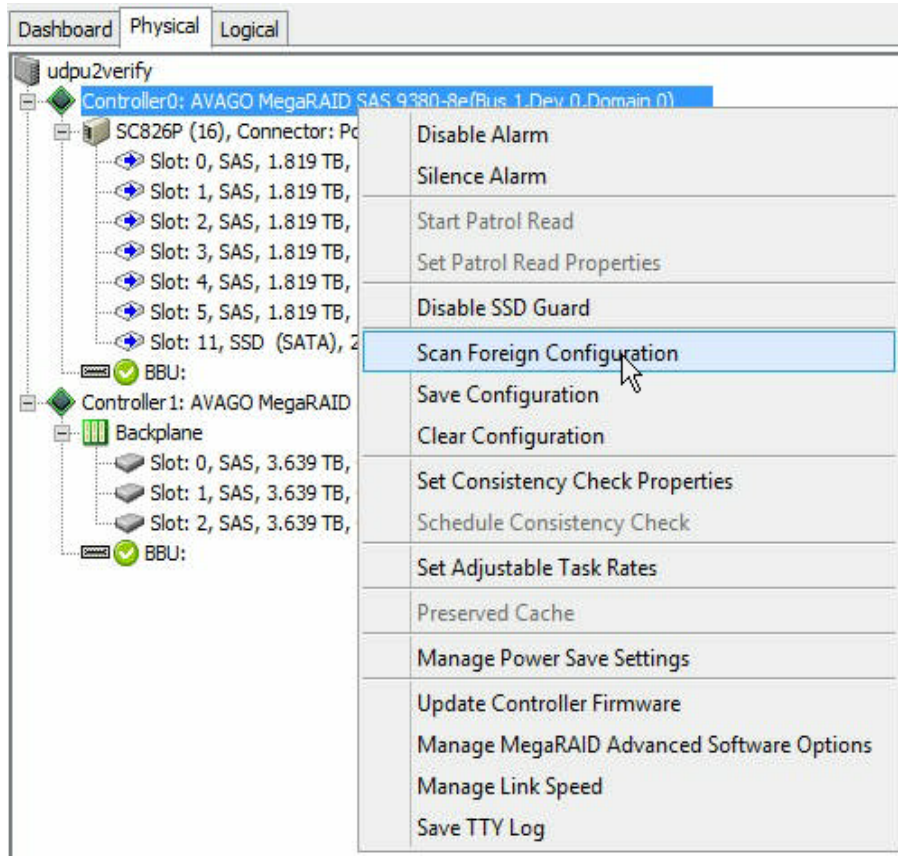 Dashboard Physical Logical
udpu2verify
Controller0: AVAGO MegaRAID SAS 9380-8e(Bus 1,Dev 0,Domain 0)
SC826P (16), Connector: Po
Slot: 0, SAS, 1.819 TB,
Slot: 1, SAS, 1.819 TB,
Slot: 2, SAS, 1.819 TB,
Slot: 3, SAS, 1.819 TB,
Slot: 4, SAS, 1.819 TB,
Slot: 5, SAS, 1.819 TB,
Slot: 11, SSD (SATA), 2
BBU:
Controller1: AVAGO MegaRAID
Backplane
Slot: 0, SAS, 3.639 TB,
Slot: 1, SAS, 3.639 TB,
Slot: 2, SAS, 3.639 TB,
BBU:
Disable Alarm
Silence Alarm
Start Patrol Read
Set Patrol Read Properties
Disable SSD Guard
Scan Foreign Configuration
Save Configuration
Clear Configuration
Set Consistency Check Properties
Schedule Consistency Check
Set Adjustable Task Rates
Preserved Cache
Manage Power Save Settings
Update Controller Firmware
Manage MegaRAID Advanced Software Options
Manage Link Speed
Save TTY Log